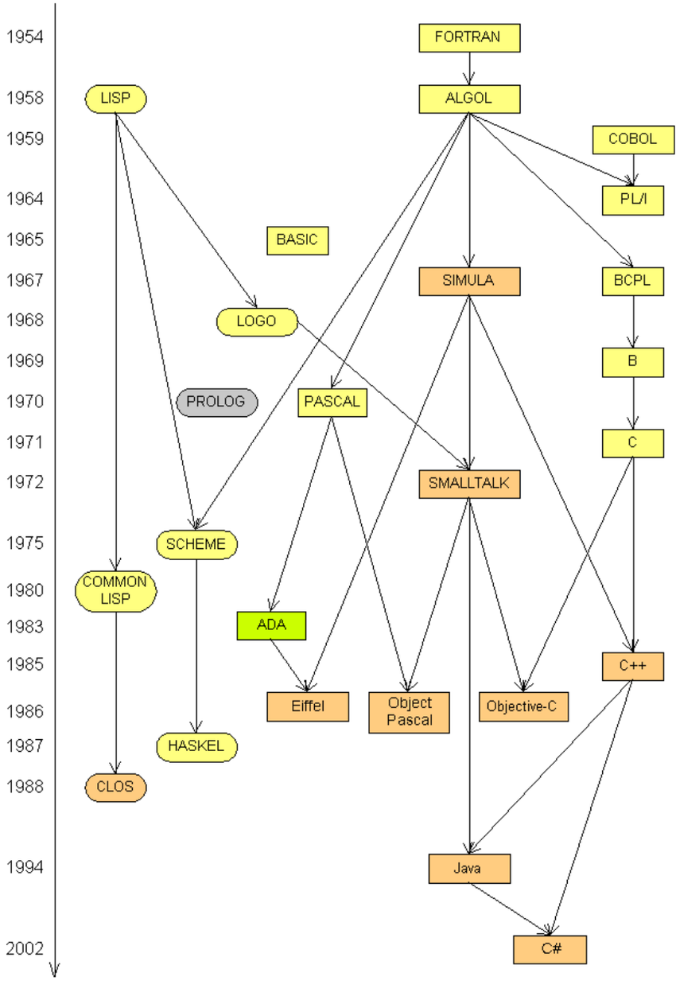 1954
FORTRAN
1958
LISP
ALGOL
1959
COBOL
1964
PL/I
1965
BASIC
1967
SIMULA
BCPL
1968
LOGO
1969
B
1970
PROLOG
PASCAL
1971
C
1972
SMALLTALK
1975
SCHEME
1980
COMMON
LISP
1983
ADA
1985
C++
1986
Eiffel
Object
Pascal
Objective-C
1987
HASKEL
1988
CLOS
1994
Java
2002
C#